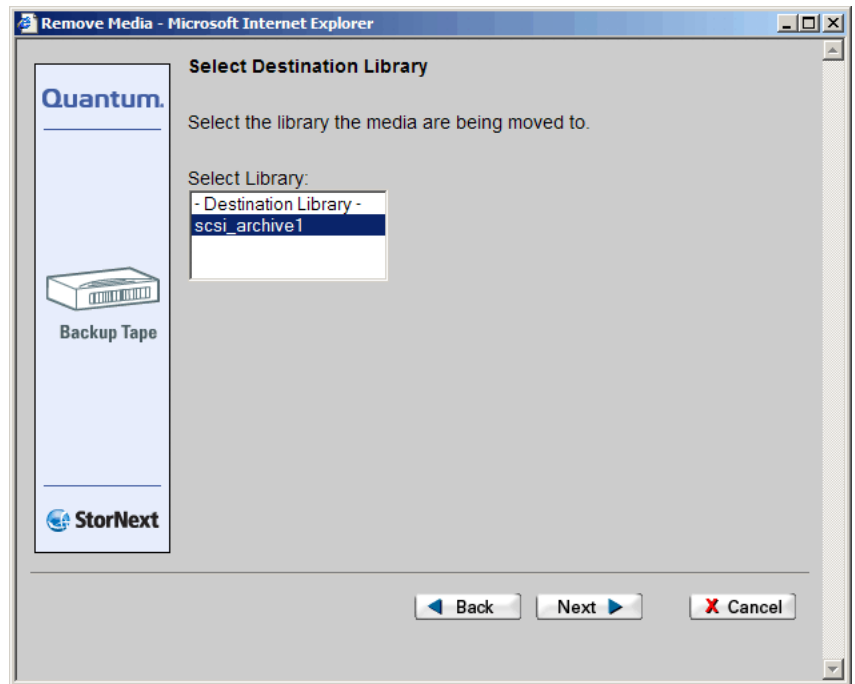 Remove Media - Microsoft Internet Explorer
Select Destination Library
Quantum.
Select the library the media are being moved to.
Select Library:
- Destination Library -
scsi_archive1
Backup Tape
StorNext
Back
Next
X Cancel